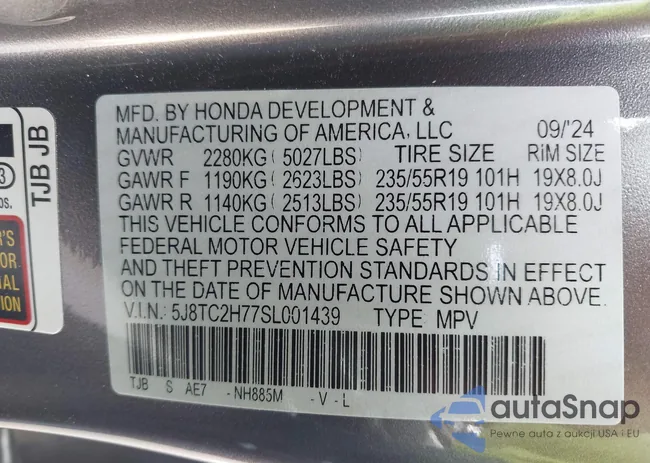 MFD. BY HONDA DEVELOPMENT &
MANUFACTURING OF AMERICA, LLC 09/'24
GVWR 2280KG ( 5027LBS) TIRE SIZE RIM SIZE
GAWR F 1190KG ( 2623LBS) 235/55R19 101H 19X8.0J
GAWR R 1140KG ( 2513LBS) 235/55R19 101H 19X8.0J
THIS VEHICLE CONFORMS TO ALL APPLICABLE
FEDERAL MOTOR VEHICLE SAFETY
AND THEFT PREVENTION STANDARDS IN EFFECT
ON THE DATE OF MANUFACTURE SHOWN ABOVE.
V.I.N.: 5J8TC2H77SL001439 TYPE: MPV
TJB S AE7 -NH885M -V-L
TJB JB
autaSnap
Pewne auta z aukcji USA i EU